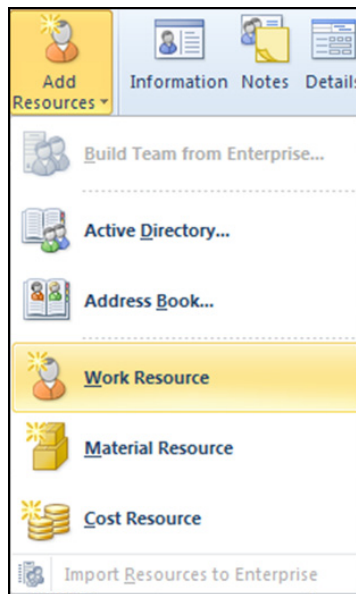 Add
Resources
Information
Notes
Details
Build Team from Enterprise...
Active Directory...
Address Book...
Work Resource
Material Resource
Cost Resource
Import Resources to Enterprise